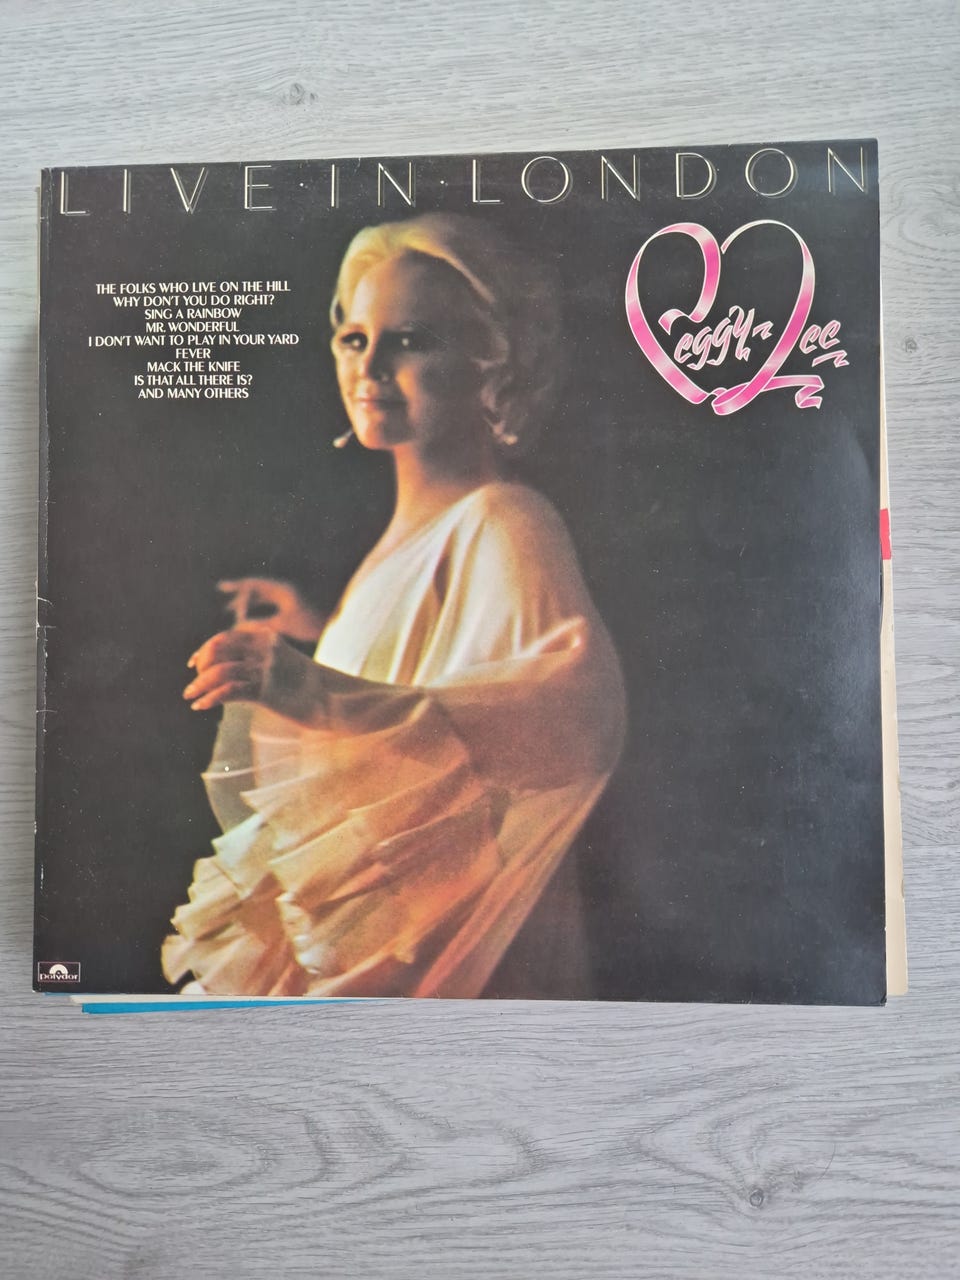 LIVE IN LONDON
Peggy Lee
THE FOLKS WHO LIVE ON THE HILL
WHY DON'T YOU DO RIGHT?
SING A RAINBOW
MR. WONDERFUL
I DON'T WANT TO PLAY IN YOUR YARD
FEVER
MACK THE KNIFE
IS THAT ALL THERE IS?
AND MANY OTHERS
polydor